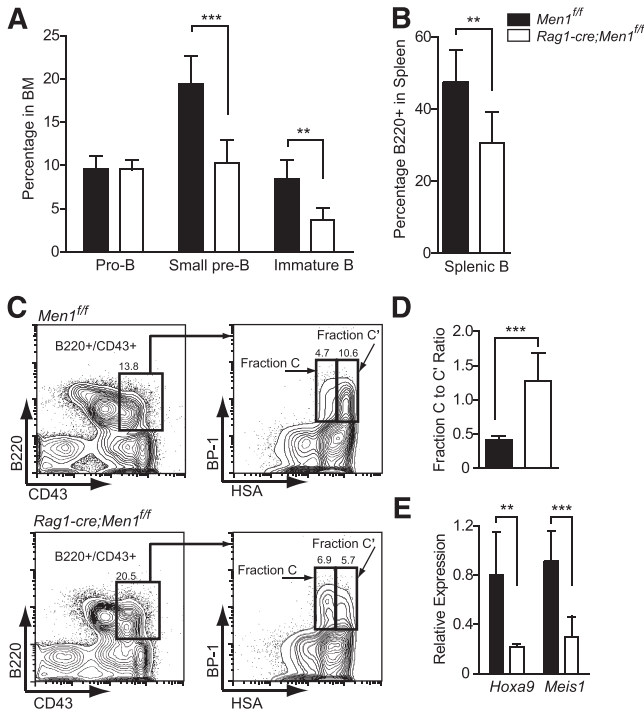 A
Percentage in BM
25
20
15
10
5
0
***
**
Pro-B
Small pre-B
Immature B
B
Men1f/f
Rag1-cre;Men1f/f
Percentage B220+ in Spleen
60
40
20
0
**
Splenic B
C
Men1f/f
B220+/CD43+
13.8
B220
CD43
Fraction C'
Fraction C
4.7 10.6
BP-1
HSA
Rag1-cre;Men1f/f
B220+/CD43+
20.5
B220
CD43
Fraction C'
Fraction C
6.9 5.7
BP-1
HSA
D
Fraction C to C' Ratio
2.0
1.5
1.0
0.5
0
***
E
Relative Expression
1.2
0.8
0.4
0
**
***
Hoxa9
Meis1